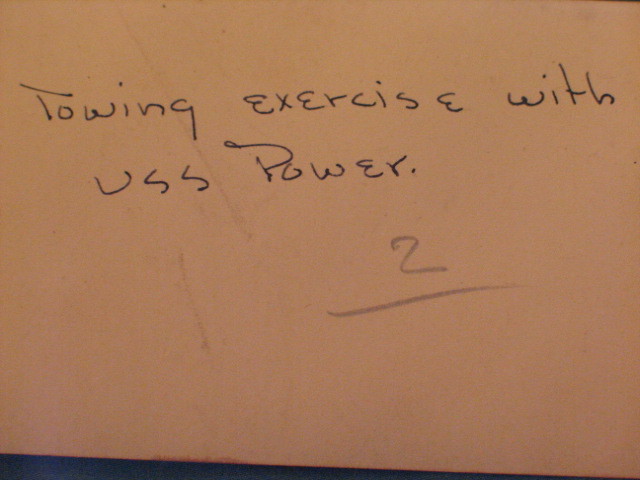 Towing exercise with
USS Power.
2